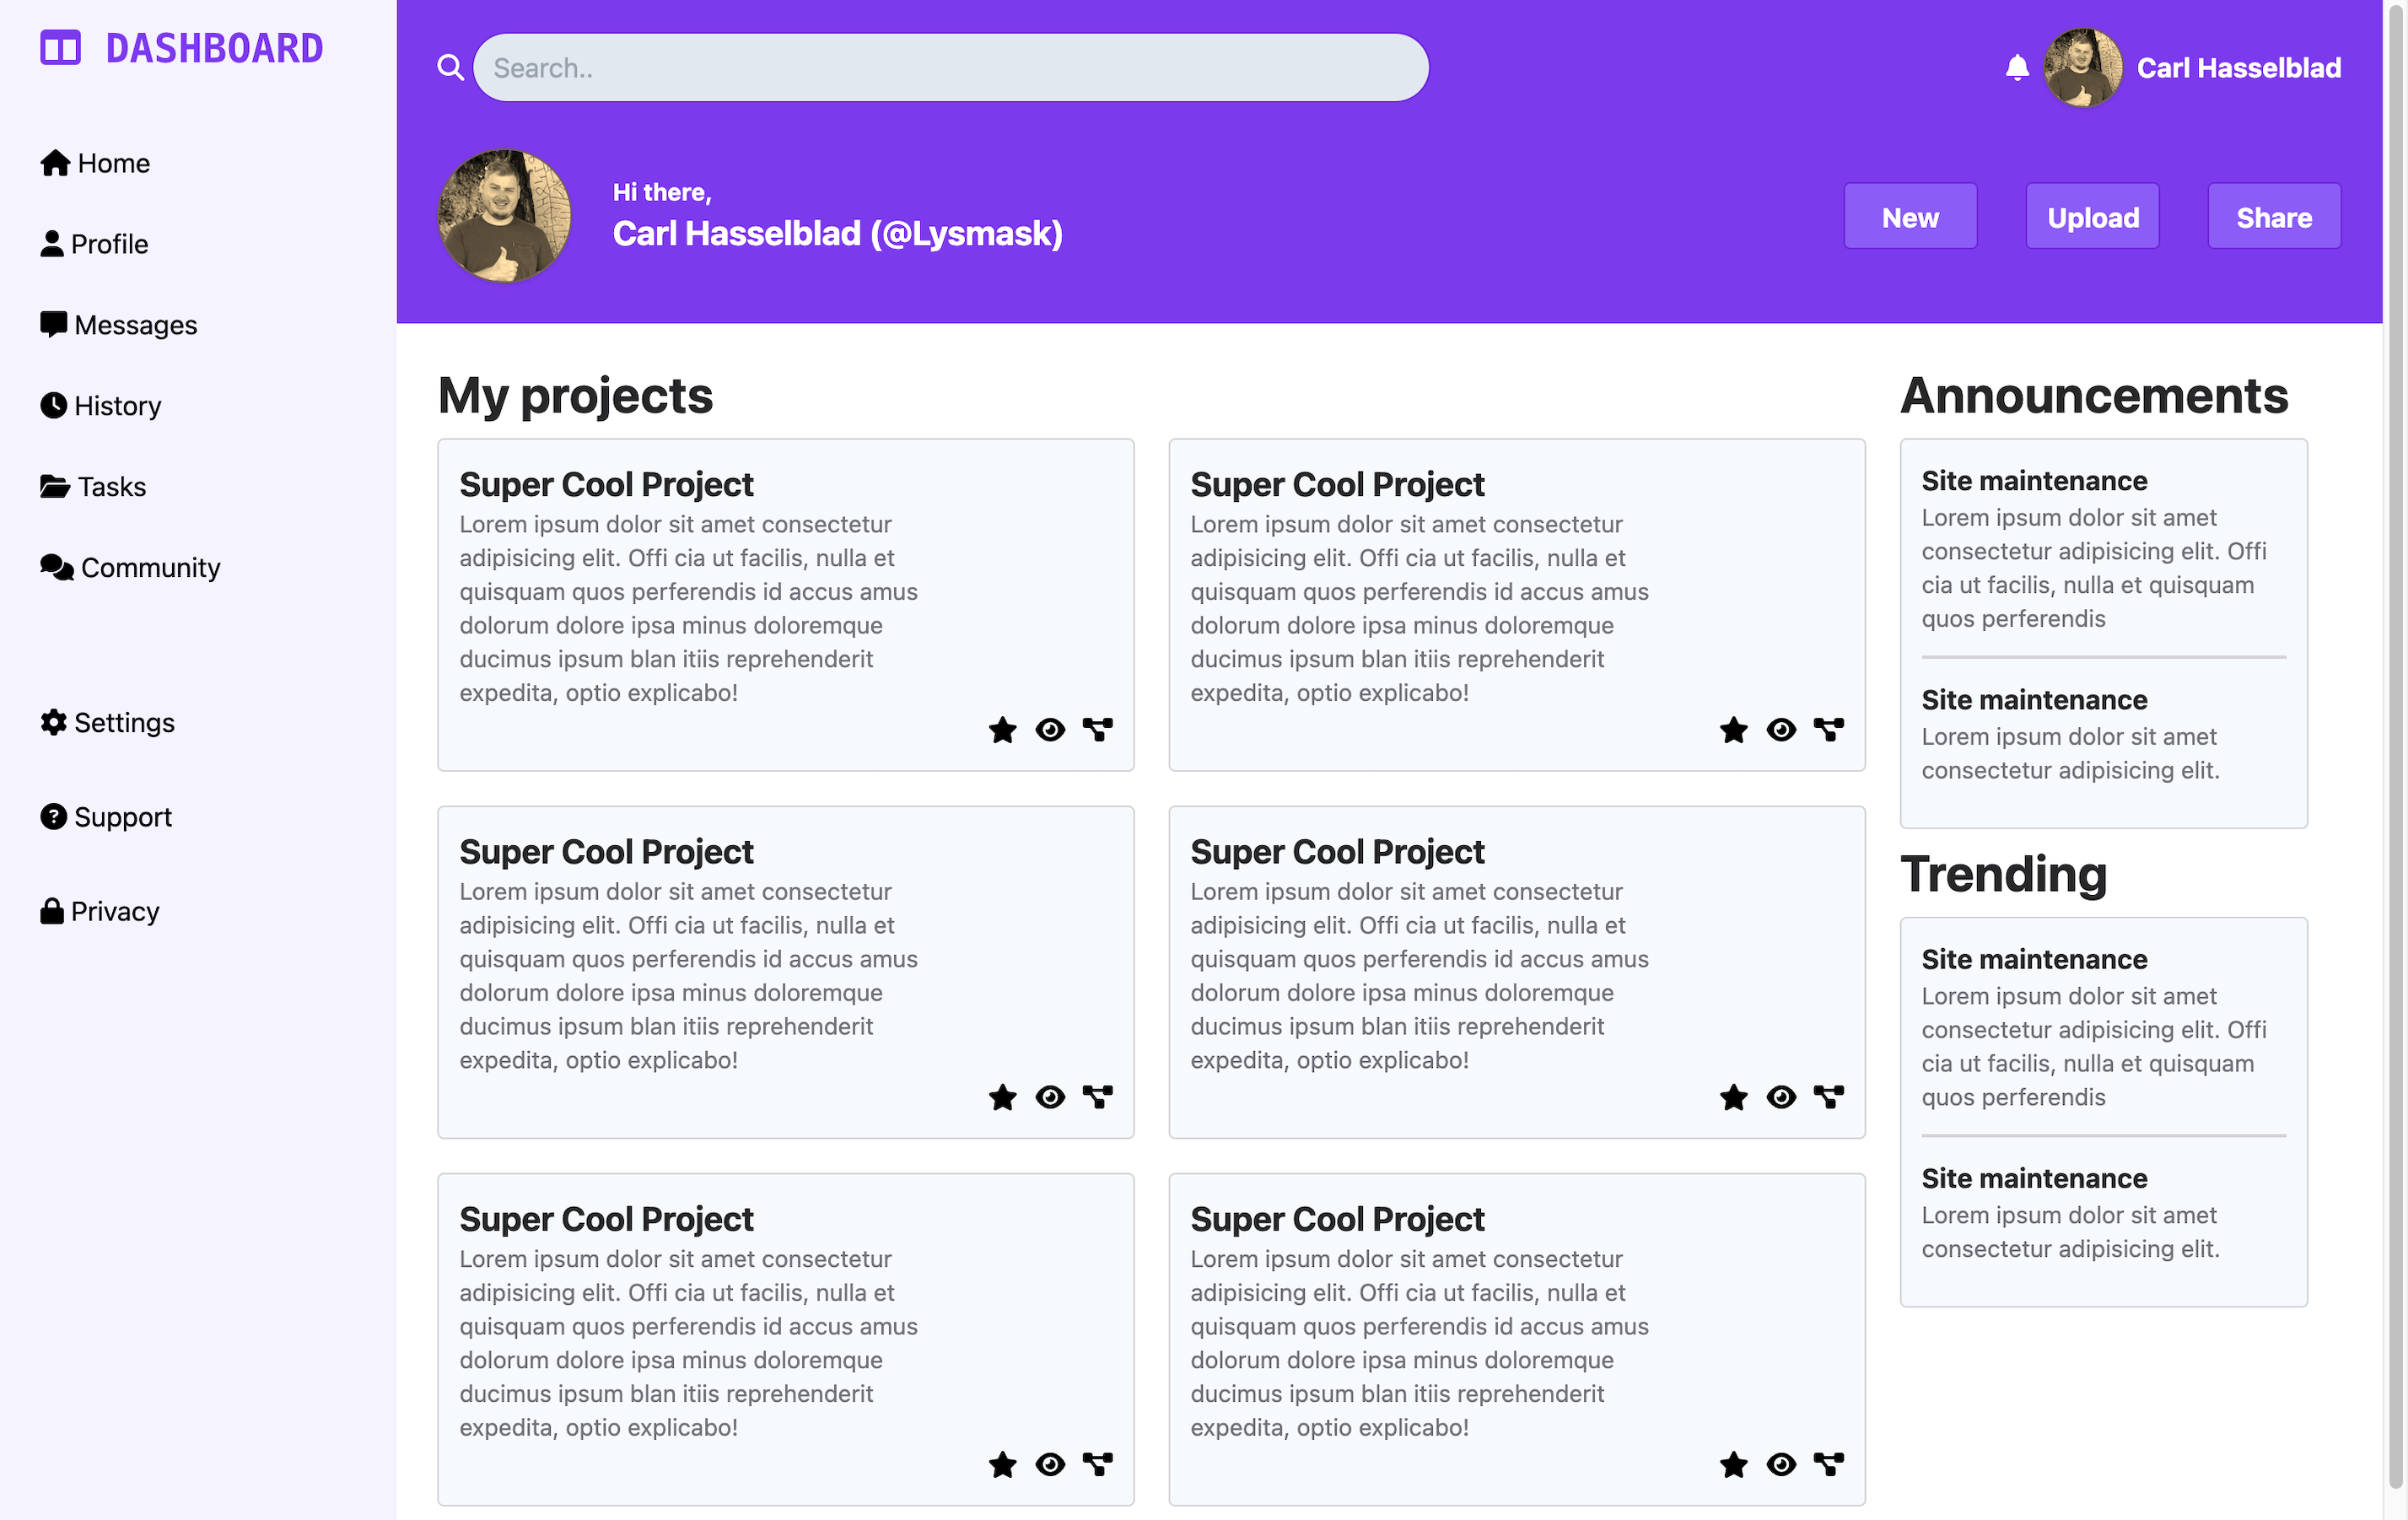 DASHBOARD
Home
Profile
Messages
History
Tasks
Community
Settings
Support
Privacy
Search..
Carl Hasselblad
Hi there,
Carl Hasselblad (@Lysmask)
New
Upload
Share
My projects
Super Cool Project
Lorem ipsum dolor sit amet consectetur
adipisicing elit. Offi cia ut facilis, nulla et
quisquam quos perferendis id accus amus
dolorum dolore ipsa minus doloremque
ducimus ipsum blan itiis reprehenderit
expedita, optio explicabo!
Super Cool Project
Lorem ipsum dolor sit amet consectetur
adipisicing elit. Offi cia ut facilis, nulla et
quisquam quos perferendis id accus amus
dolorum dolore ipsa minus doloremque
ducimus ipsum blan itiis reprehenderit
expedita, optio explicabo!
Super Cool Project
Lorem ipsum dolor sit amet consectetur
adipisicing elit. Offi cia ut facilis, nulla et
quisquam quos perferendis id accus amus
dolorum dolore ipsa minus doloremque
ducimus ipsum blan itiis reprehenderit
expedita, optio explicabo!
Super Cool Project
Lorem ipsum dolor sit amet consectetur
adipisicing elit. Offi cia ut facilis, nulla et
quisquam quos perferendis id accus amus
dolorum dolore ipsa minus doloremque
ducimus ipsum blan itiis reprehenderit
expedita, optio explicabo!
Super Cool Project
Lorem ipsum dolor sit amet consectetur
adipisicing elit. Offi cia ut facilis, nulla et
quisquam quos perferendis id accus amus
dolorum dolore ipsa minus doloremque
ducimus ipsum blan itiis reprehenderit
expedita, optio explicabo!
Super Cool Project
Lorem ipsum dolor sit amet consectetur
adipisicing elit. Offi cia ut facilis, nulla et
quisquam quos perferendis id accus amus
dolorum dolore ipsa minus doloremque
ducimus ipsum blan itiis reprehenderit
expedita, optio explicabo!
Announcements
Site maintenance
Lorem ipsum dolor sit amet
consectetur adipisicing elit. Offi
cia ut facilis, nulla et quisquam
quos perferendis
Site maintenance
Lorem ipsum dolor sit amet
consectetur adipisicing elit.
Trending
Site maintenance
Lorem ipsum dolor sit amet
consectetur adipisicing elit. Offi
cia ut facilis, nulla et quisquam
quos perferendis
Site maintenance
Lorem ipsum dolor sit amet
consectetur adipisicing elit.